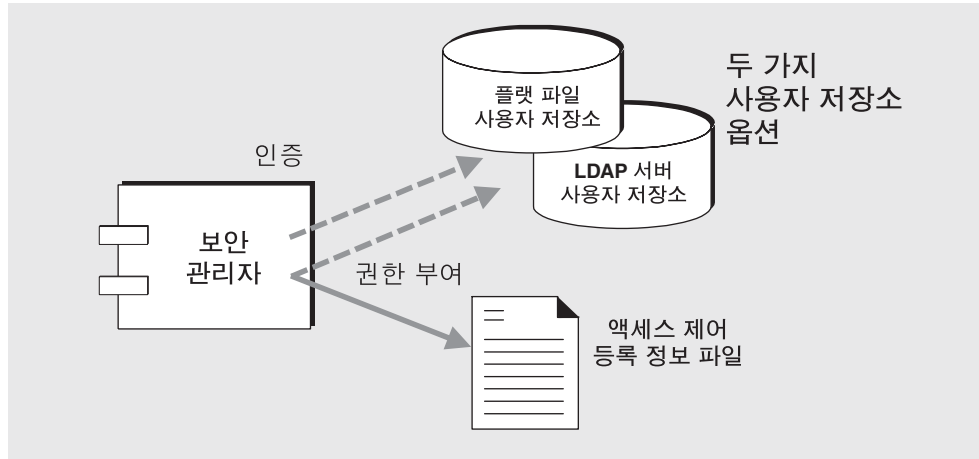 플랫 파일
사용자 저장소
두 가지
사용자 저장소
옵션
LDAP 서버
사용자 저장소
인증
보안
관리자
권한 부여
액세스 제어
등록 정보 파일